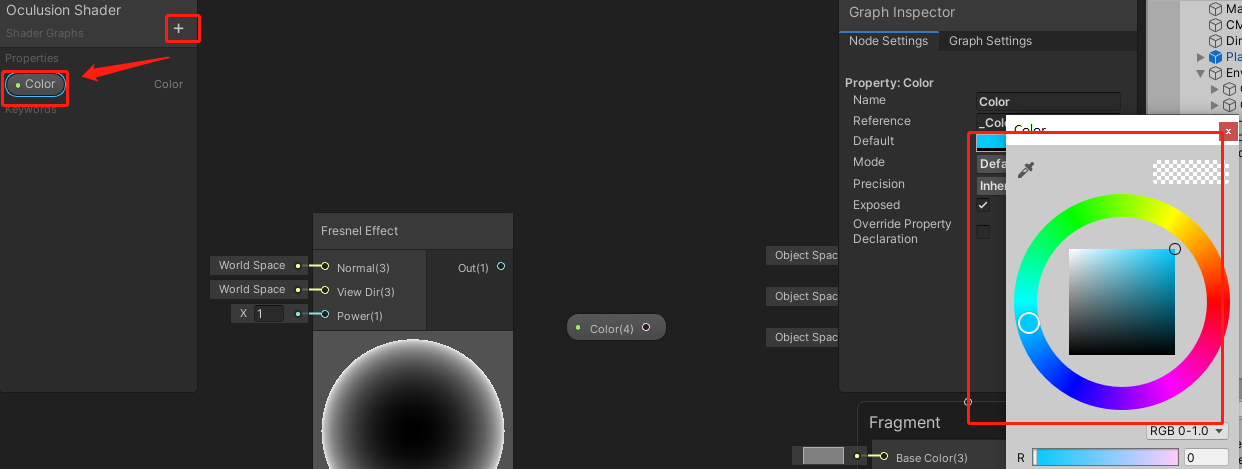 Oculusion Shader
Shader Graphs
+
Properties
Color
Color
Keywords
Fresnel Effect
World Space
Normal(3)
Out(1)
World Space
View Dir(3)
X 1
Power(1)
Color(4)
Object Spac
Object Spac
Object Spac
Graph Inspector
Node Settings
Graph Settings
Property: Color
Name
Color
Reference
_Colo
Default
Mode
Defa
Precision
Inher
Exposed
Override Property
Declaration
Fragment
Base Color(3)
Ma
CM
Dir
Pla
Env
Color
x
RGB 0-1.0
R
0